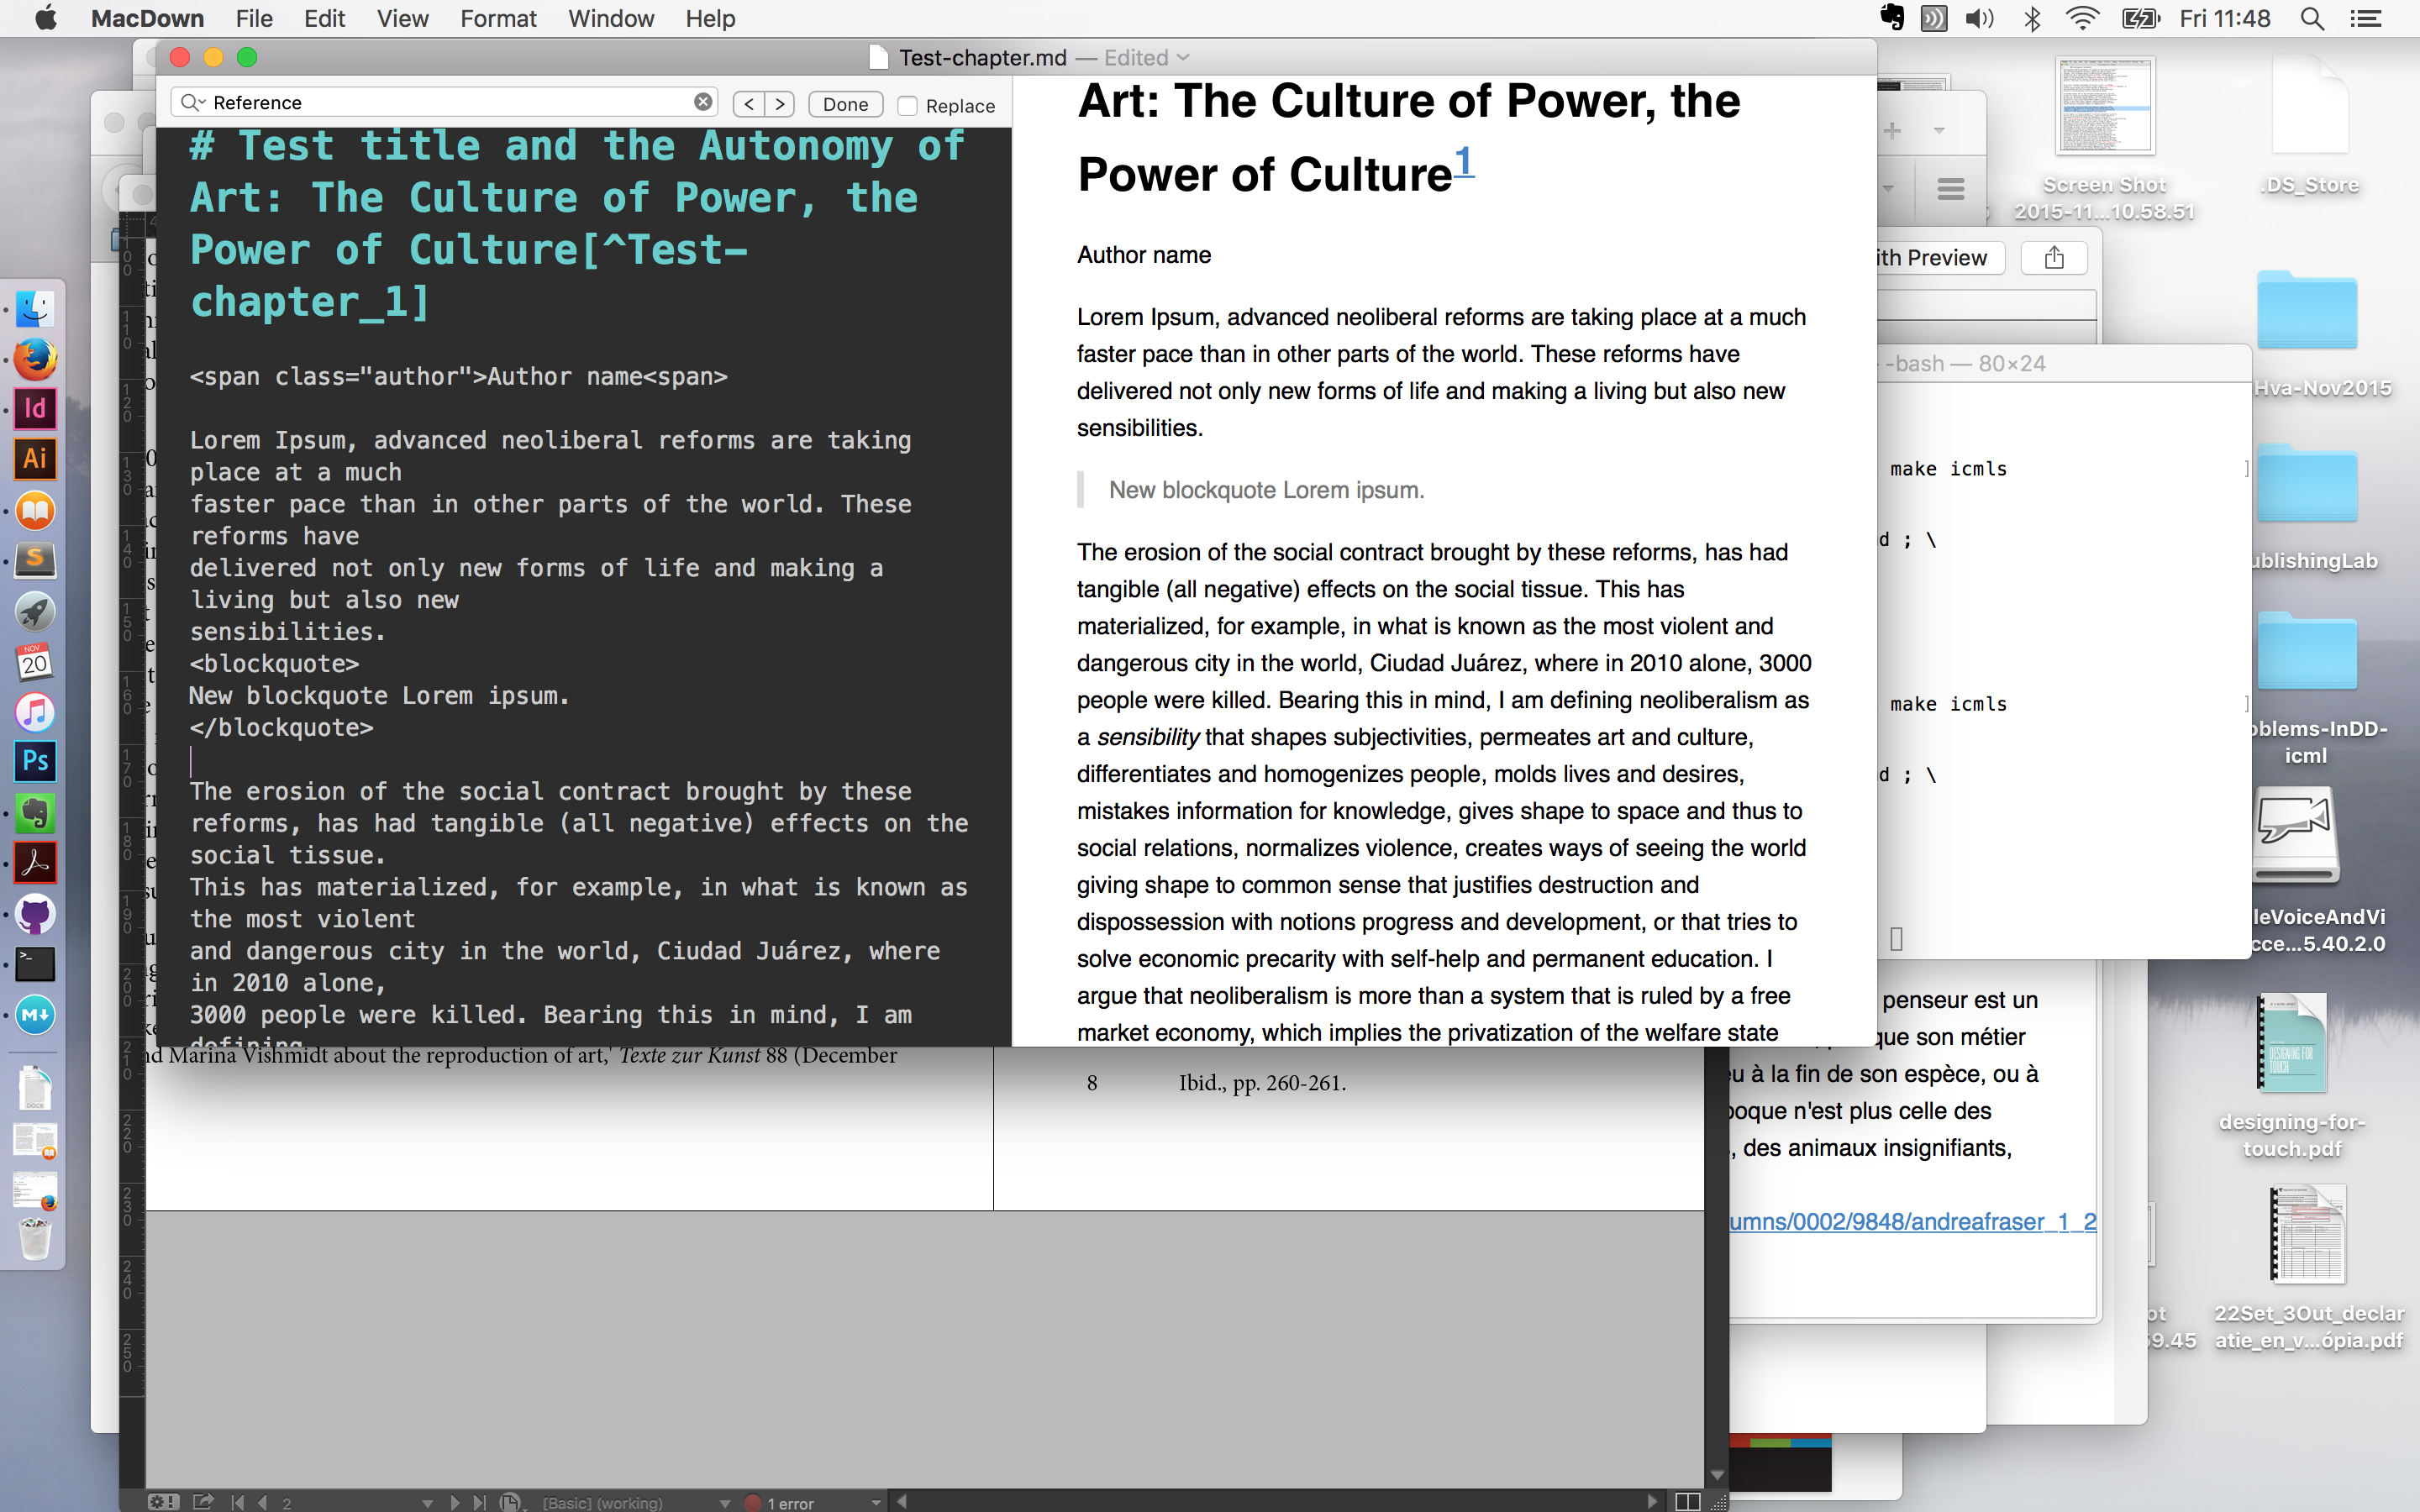 MacDown File Edit View Format Window Help
Fri 11:48
Test-chapter.md — Edited
Reference
< > Done Replace
# Test title and the Autonomy of
Art: The Culture of Power, the
Power of Culture[^Test-
chapter_1]
<span class="author">Author name<span>
Lorem Ipsum, advanced neoliberal reforms are taking
place at a much
faster pace than in other parts of the world. These
reforms have
delivered not only new forms of life and making a
living but also new
sensibilities.
<blockquote>
New blockquote Lorem ipsum.
</blockquote>
The erosion of the social contract brought by these
reforms, has had tangible (all negative) effects on the
social tissue.
This has materialized, for example, in what is known as
the most violent
and dangerous city in the world, Ciudad Juárez, where
in 2010 alone,
3000 people were killed. Bearing this in mind, I am
defining
Art: The Culture of Power, the
Power of Culture1
Author name
Lorem Ipsum, advanced neoliberal reforms are taking place at a much
faster pace than in other parts of the world. These reforms have
delivered not only new forms of life and making a living but also new
sensibilities.
New blockquote Lorem ipsum.
The erosion of the social contract brought by these reforms, has had
tangible (all negative) effects on the social tissue. This has
materialized, for example, in what is known as the most violent and
dangerous city in the world, Ciudad Juárez, where in 2010 alone, 3000
people were killed. Bearing this in mind, I am defining neoliberalism as
a sensibility that shapes subjectivities, permeates art and culture,
differentiates and homogenizes people, molds lives and desires,
mistakes information for knowledge, gives shape to space and thus to
social relations, normalizes violence, creates ways of seeing the world
giving shape to common sense that justifies destruction and
dispossession with notions progress and development, or that tries to
solve economic precarity with self-help and permanent education. I
argue that neoliberalism is more than a system that is ruled by a free
market economy, which implies the privatization of the welfare state
nd Marina Vishmidt about the reproduction of art,' Texte zur Kunst 88 (December
8 Ibid., pp. 260-261.
2 [Basic] (working) 1 error
ith Preview
-bash — 80×24
make icmls ]
d ; \
make icmls ]
d ; \
penseur est un
que son métier
u à la fin de son espèce, ou à
oque n'est plus celle des
, des animaux insignifiants,
umns/0002/9848/andreafraser_1_2
Screen Shot
2015-11...10.58.51
.DS_Store
Hva-Nov2015
ublishingLab
oblems-InDD-
icml
leVoiceAndVi
cce...5.40.2.0
DESIGNING FOR
TOUCH
designing-for-
touch.pdf
22Set_3Out_declar
atie_en_v...ópia.pdf
ot
59.45
Id
Ai
S
NOV
20
Ps
>_
M↓
DOCX